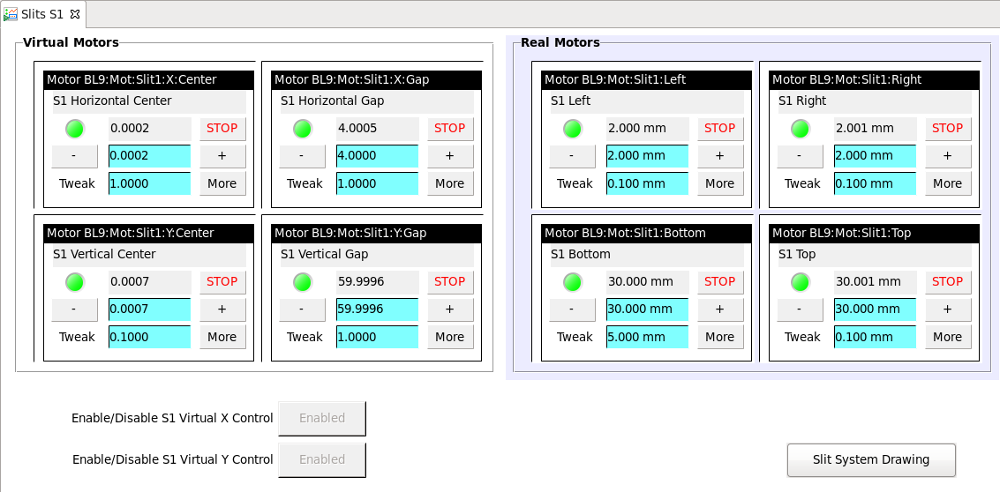 Slits S1
Virtual Motors
Motor BL9:Mot:Slit1:X:Center
S1 Horizontal Center
0.0002 STOP
- 0.0002 +
Tweak 1.0000 More
Motor BL9:Mot:Slit1:X:Gap
S1 Horizontal Gap
4.0005 STOP
- 4.0000 +
Tweak 1.0000 More
Motor BL9:Mot:Slit1:Y:Center
S1 Vertical Center
0.0007 STOP
- 0.0007 +
Tweak 0.1000 More
Motor BL9:Mot:Slit1:Y:Gap
S1 Vertical Gap
59.9996 STOP
- 59.9996 +
Tweak 1.0000 More
Real Motors
Motor BL9:Mot:Slit1:Left
S1 Left
2.000 mm STOP
- 2.000 mm +
Tweak 0.100 mm More
Motor BL9:Mot:Slit1:Right
S1 Right
2.001 mm STOP
- 2.000 mm +
Tweak 0.100 mm More
Motor BL9:Mot:Slit1:Bottom
S1 Bottom
30.000 mm STOP
- 30.000 mm +
Tweak 5.000 mm More
Motor BL9:Mot:Slit1:Top
S1 Top
30.001 mm STOP
- 30.000 mm +
Tweak 0.100 mm More
Enable/Disable S1 Virtual X Control Enabled
Enable/Disable S1 Virtual Y Control Enabled
Slit System Drawing